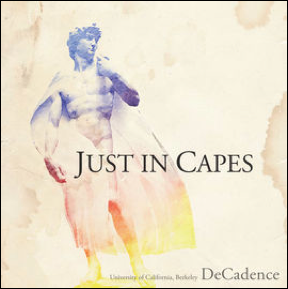 JUST IN CAPES
University of California, Berkeley DeCadence